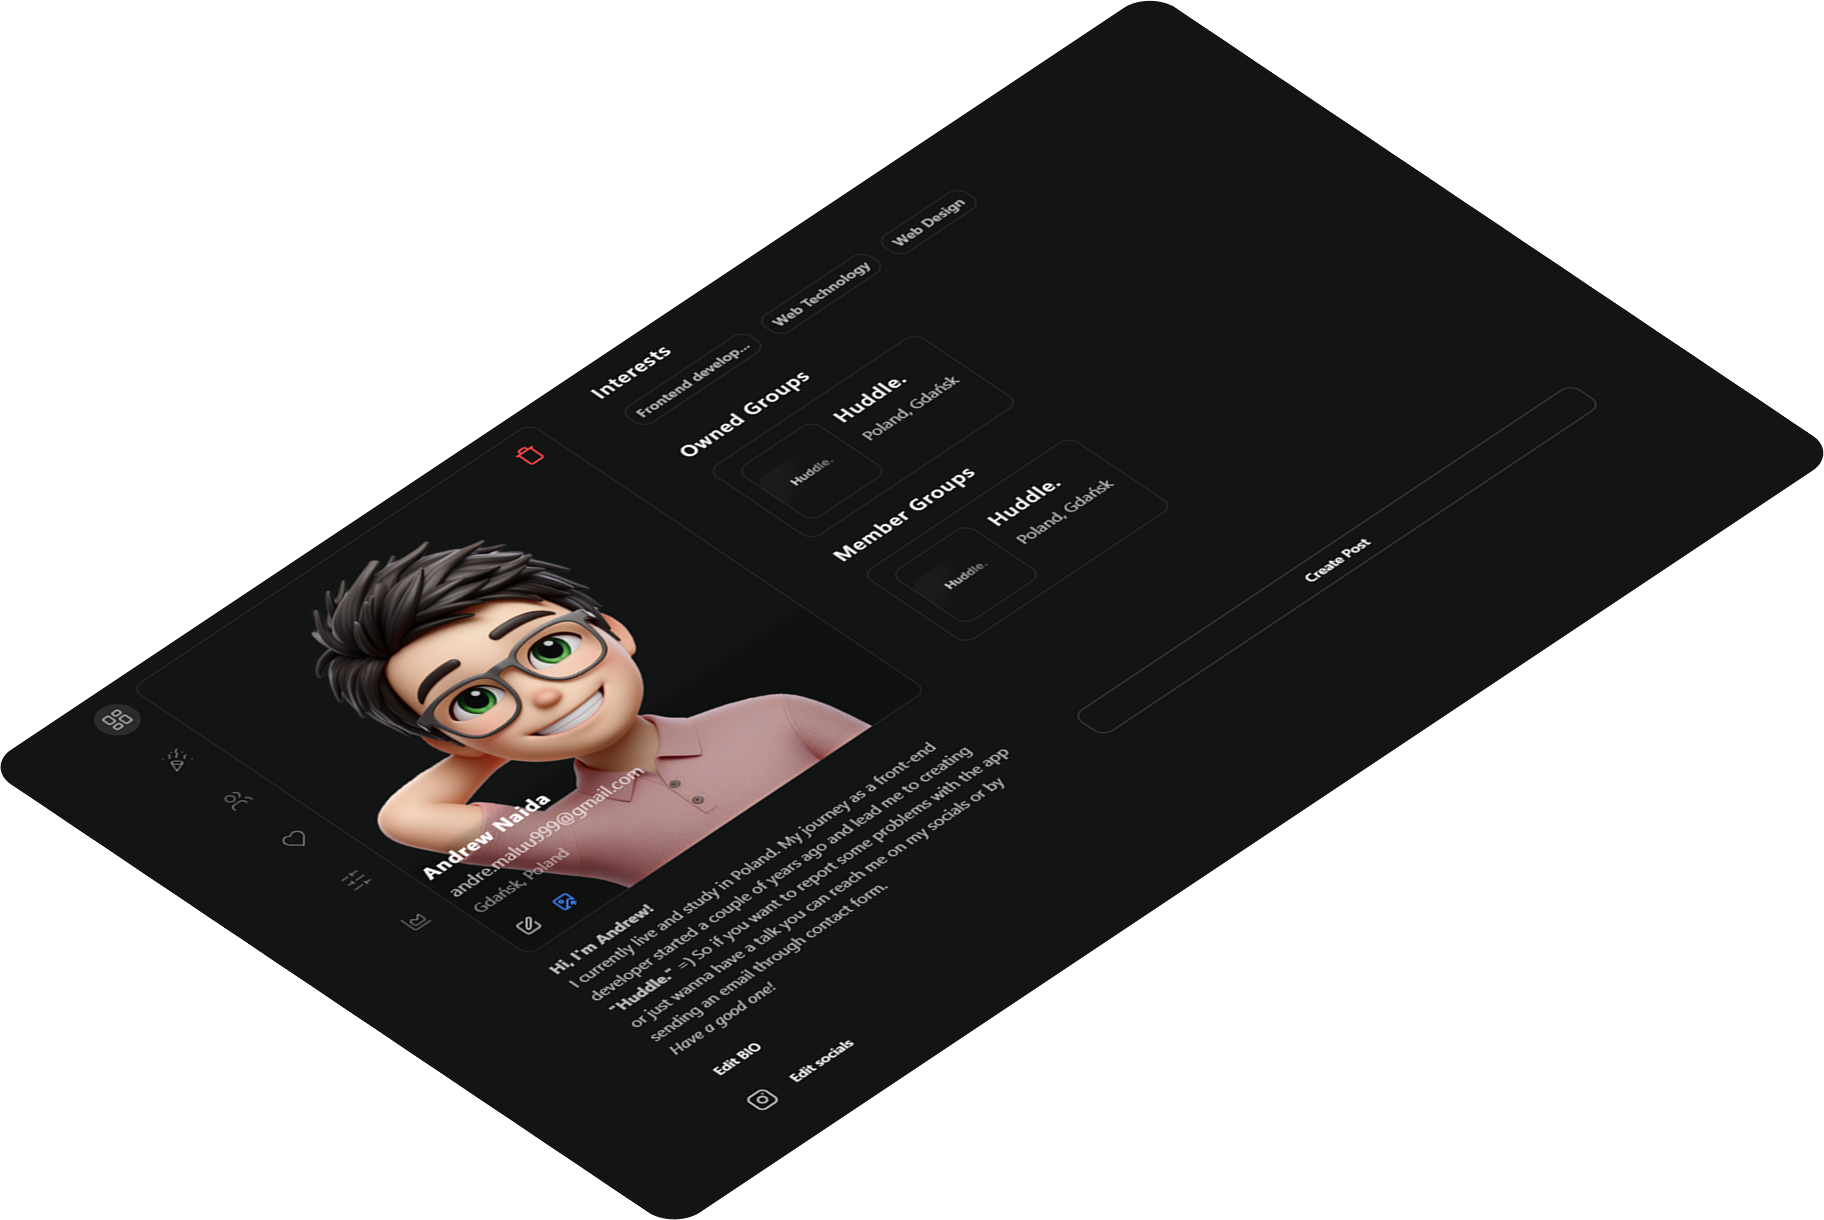 Andrew Naida
andre.maluu999@gmail.com
Gdańsk, Poland
Hi, I'm Andrew!
I currently live and study in Poland. My journey as a front-end
developer started a couple of years ago and lead me to creating
"Huddle." =) So if you want to report some problems with the app
or just wanna have a talk you can reach me on my socials or by
sending an email through contact form.
Have a good one!
Edit BIO
Edit socials
Interests
Frontend develop...
Web Technology
Web Design
Owned Groups
Huddle.
Huddle.
Poland, Gdańsk
Member Groups
Huddle.
Huddle.
Poland, Gdańsk
Create Post